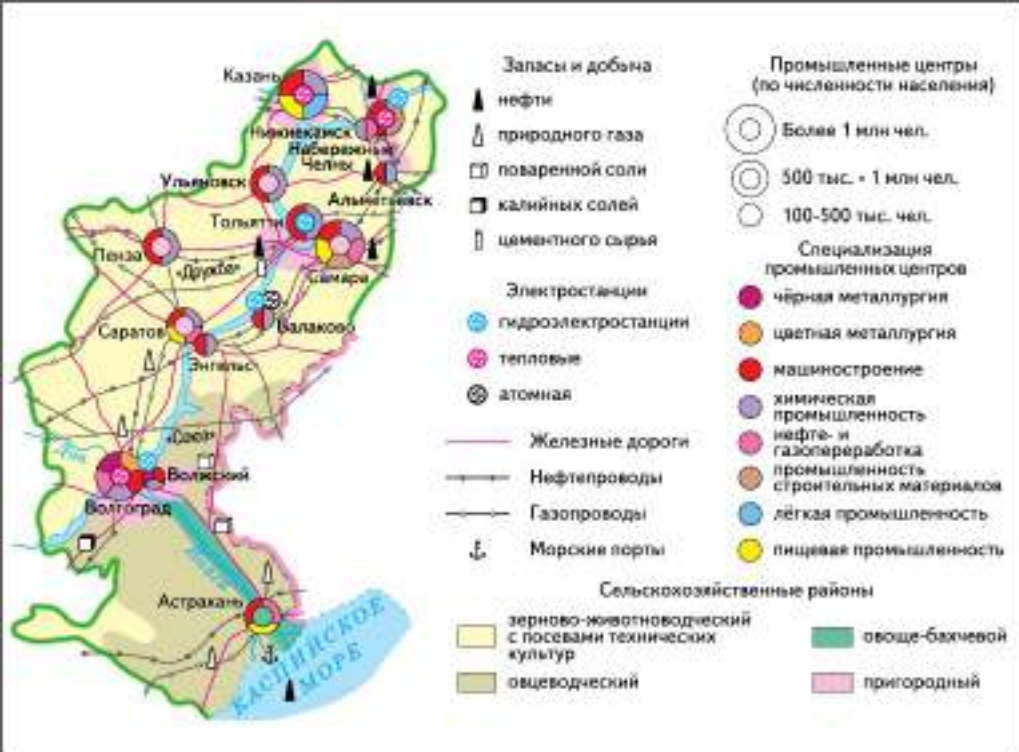 Казань
Нижнекамск
Набережные
Челны
Ульяновск
Альметьевск
Тольятти
Пенза
«Дружба»
Самара
Саратов
Балаково
Энгельс
«Союз»
Дон
Волжский
Волгоград
Астрахань
КАСПИЙСКОЕ
МОРЕ
Запасы и добыча
нефти
природного газа
поваренной соли
калийных солей
цементного сырья
Электростанции
гидроэлектростанции
тепловые
атомная
Железные дороги
Нефтепроводы
Газопроводы
Морские порты
Промышленные центры
(по численности населения)
Более 1 млн чел.
500 тыс. - 1 млн чел.
100-500 тыс. чел.
Специализация
промышленных центров
чёрная металлургия
цветная металлургия
машиностроение
химическая
промышленность
нефте- и
газопереработка
промышленность
строительных материалов
лёгкая промышленность
пищевая промышленность
Сельскохозяйственные районы
зерново-животноводческий
с посевами технических
культур
овцеводческий
овоще-бахчевой
пригородный